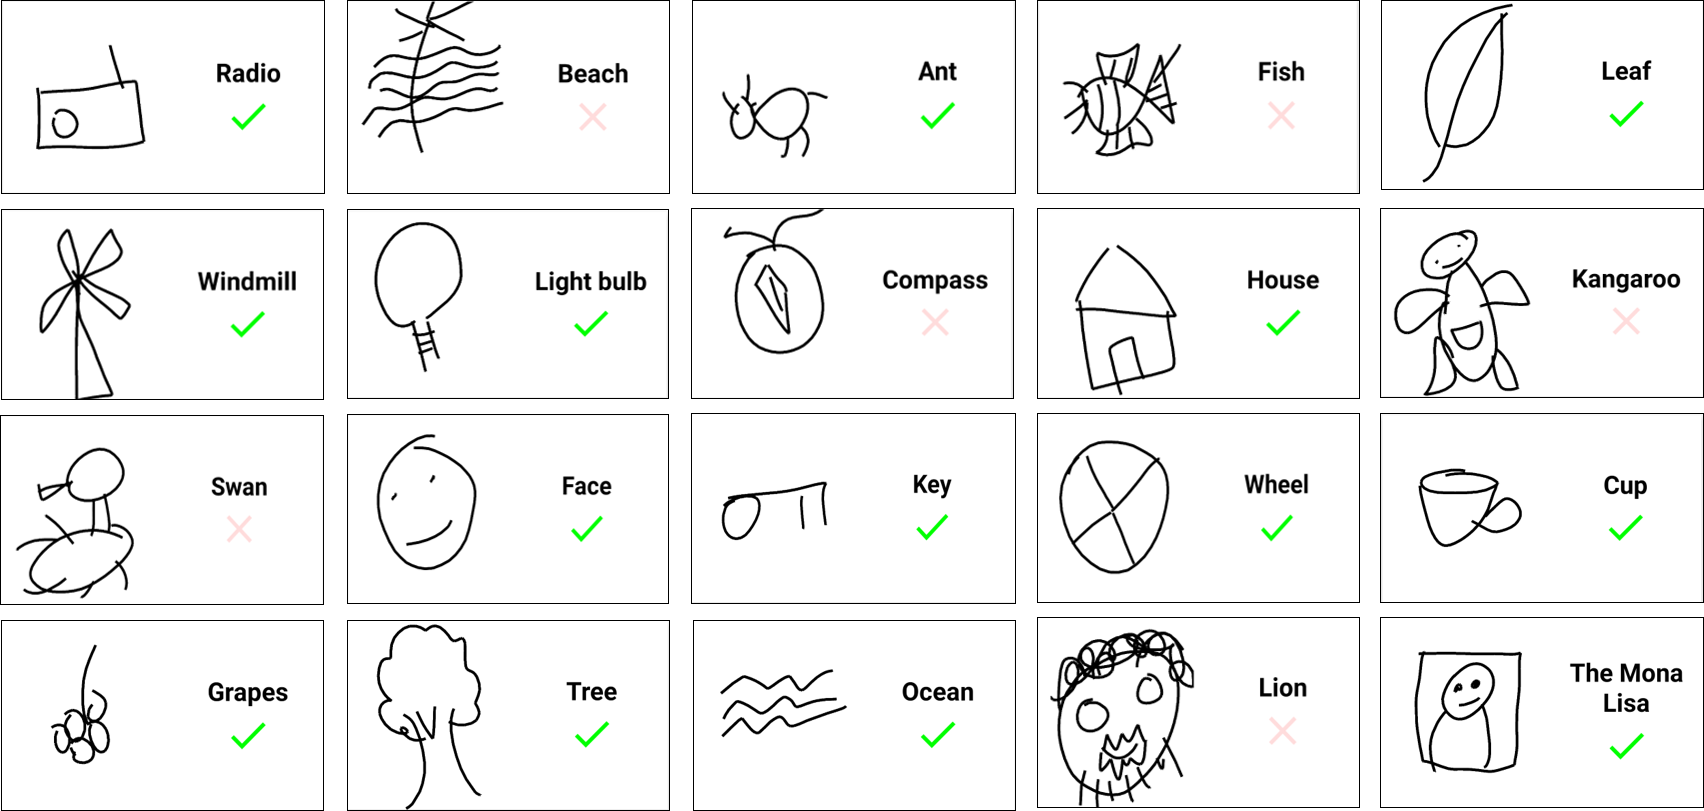 Radio
Beach
Ant
Fish
Leaf
Windmill
Light bulb
Compass
House
Kangaroo
Swan
Face
Key
Wheel
Cup
Grapes
Tree
Ocean
Lion
The Mona
Lisa